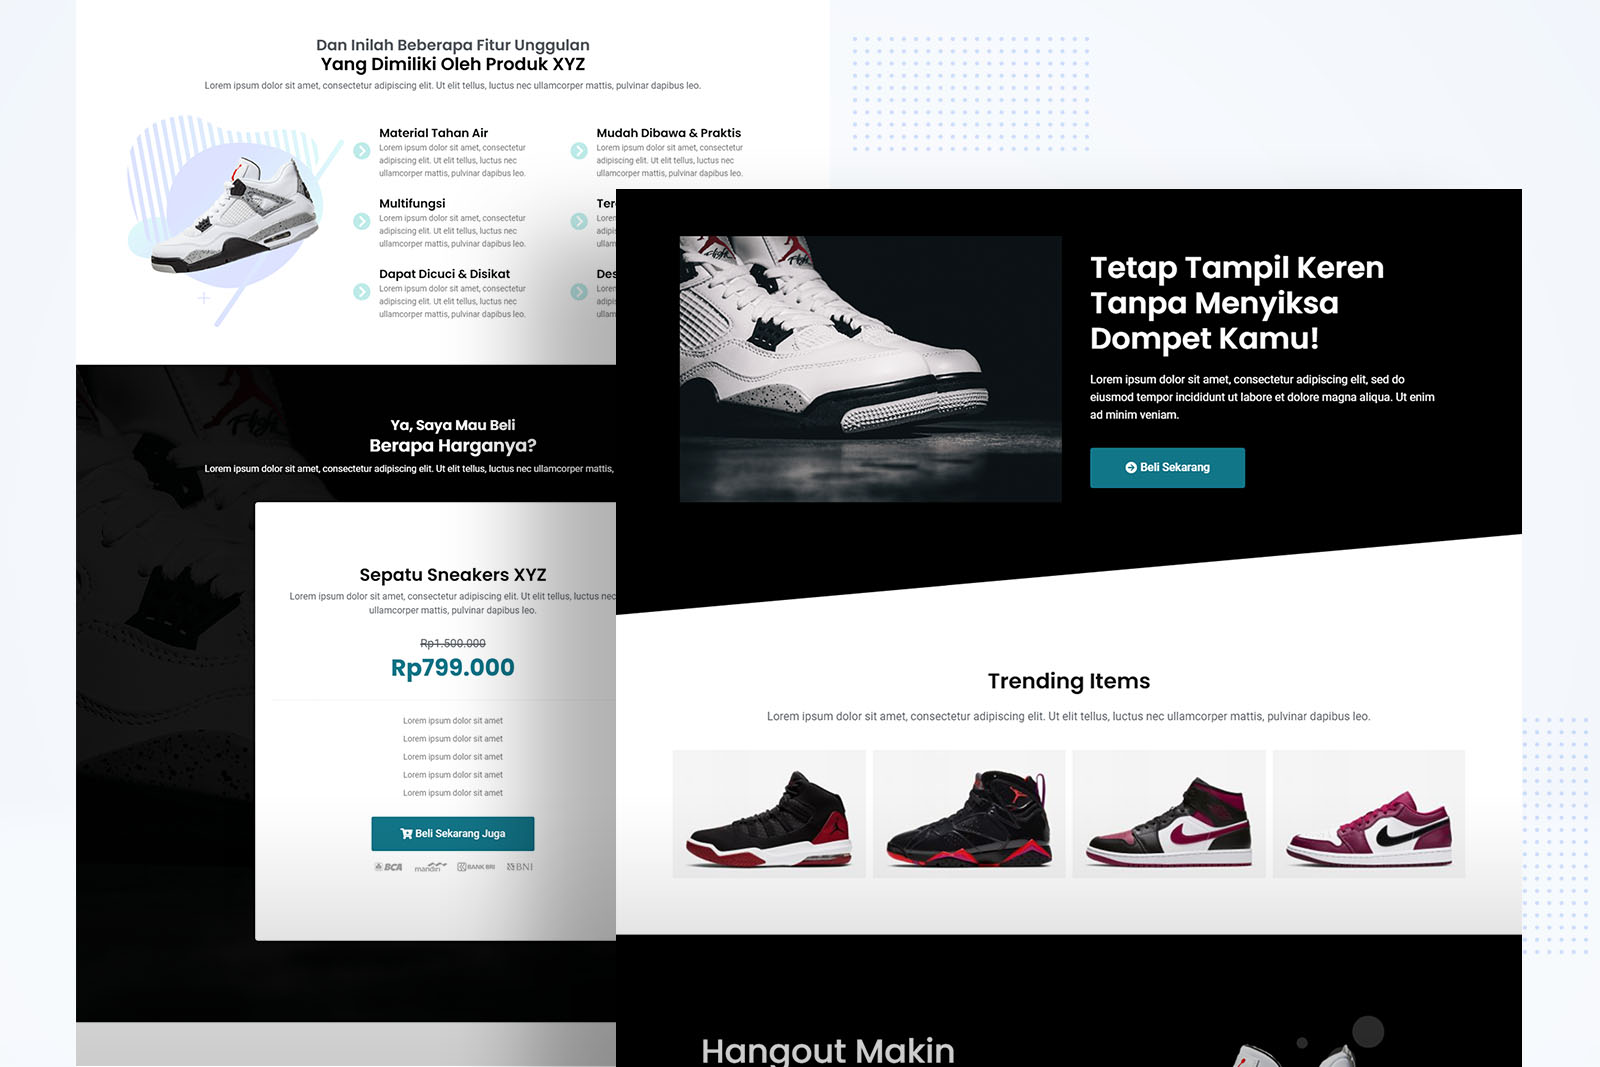 Dan Inilah Beberapa Fitur Unggulan
Yang Dimiliki Oleh Produk XYZ
Lorem ipsum dolor sit amet, consectetur adipiscing elit. Ut elit tellus, luctus nec ullamcorper mattis, pulvinar dapibus leo.
Material Tahan Air
Lorem ipsum dolor sit amet, consectetur
adipiscing elit. Ut elit tellus, luctus nec
ullamcorper mattis, pulvinar dapibus leo.
Mudah Dibawa & Praktis
Lorem ipsum dolor sit amet, consectetur
adipiscing elit. Ut elit tellus, luctus nec
ullamcorper mattis, pulvinar dapibus leo.
Multifungsi
Lorem ipsum dolor sit amet, consectetur
adipiscing elit. Ut elit tellus, luctus nec
ullamcorper mattis, pulvinar dapibus leo.
Dapat Dicuci & Disikat
Lorem ipsum dolor sit amet, consectetur
adipiscing elit. Ut elit tellus, luctus nec
ullamcorper mattis, pulvinar dapibus leo.
Ya, Saya Mau Beli
Berapa Harganya?
Lorem ipsum dolor sit amet, consectetur adipiscing elit. Ut elit tellus, luctus nec ullamcorper mattis,
Sepatu Sneakers XYZ
Lorem ipsum dolor sit amet, consectetur adipiscing elit. Ut elit tellus, luctus nec
ullamcorper mattis, pulvinar dapibus leo.
Rp1.500.000
Rp799.000
Lorem ipsum dolor sit amet
Lorem ipsum dolor sit amet
Lorem ipsum dolor sit amet
Lorem ipsum dolor sit amet
Lorem ipsum dolor sit amet
Beli Sekarang Juga
BCA mandiri BANK BRI BNI
Tetap Tampil Keren
Tanpa Menyiksa
Dompet Kamu!
Lorem ipsum dolor sit amet, consectetur adipiscing elit, sed do
eiusmod tempor incididunt ut labore et dolore magna aliqua. Ut enim
ad minim veniam.
Beli Sekarang
Trending Items
Lorem ipsum dolor sit amet, consectetur adipiscing elit. Ut elit tellus, luctus nec ullamcorper mattis, pulvinar dapibus leo.
Hangout Makin